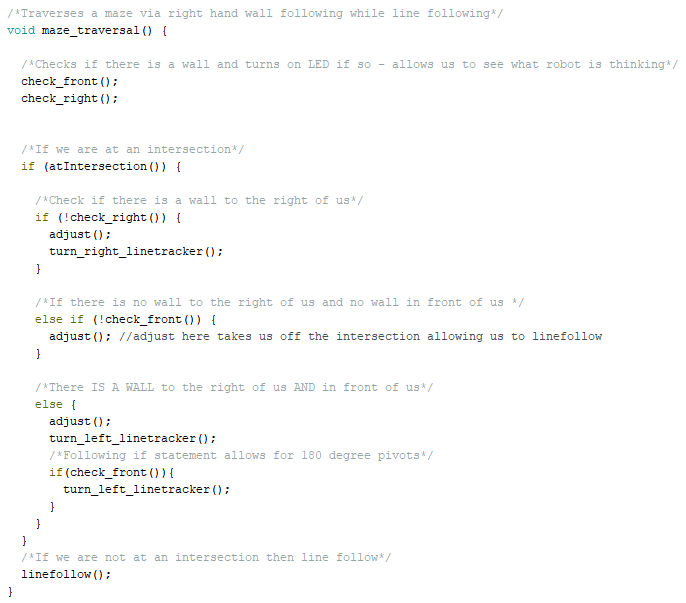 /*Traverses a maze via right hand wall following while line following*/
void maze_traversal() {
/*Checks if there is a wall and turns on LED if so - allows us to see what robot is thinking*/
check_front();
check_right();
/*If we are at an intersection*/
if (atIntersection()) {
/*Check if there is a wall to the right of us*/
if (!check_right()) {
adjust();
turn_right_linetracker();
}
/*If there is no wall to the right of us and no wall in front of us */
else if (!check_front()) {
adjust(); //adjust here takes us off the intersection allowing us to linefollow
}
/*There IS A WALL to the right of us AND in front of us*/
else {
adjust();
turn_left_linetracker();
/*Following if statement allows for 180 degree pivots*/
if(check_front()){
turn_left_linetracker();
}
}
}
/*If we are not at an intersection then line follow*/
linefollow();
}